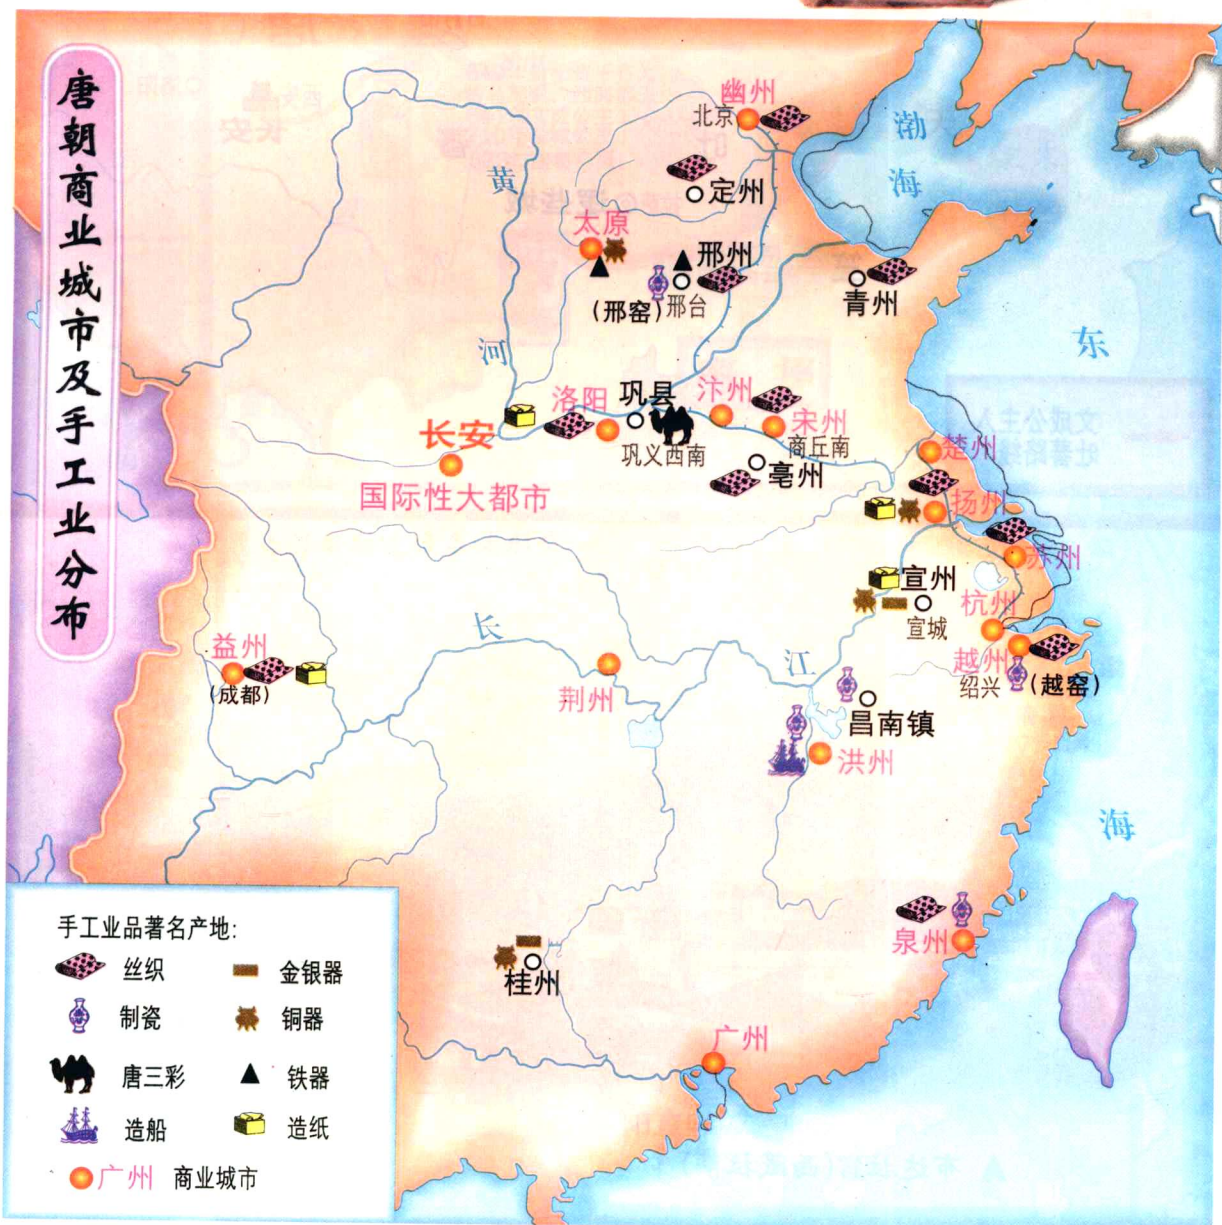 唐朝商业城市及手工业分布
幽州
北京
渤
海
定州
黄
太原
邢州
(邢窑)
邢台
青州
河
东
洛阳
巩县
巩义西南
汴州
宋州
商丘南
长安
国际性大都市
亳州
楚州
扬州
苏州
宣州
宣城
杭州
越州
绍兴
(越窑)
益州
(成都)
长
江
荆州
昌南镇
洪州
海
泉州
桂州
广州
手工业品著名产地:
丝织
金银器
制瓷
铜器
唐三彩
铁器
造船
造纸
广州 商业城市